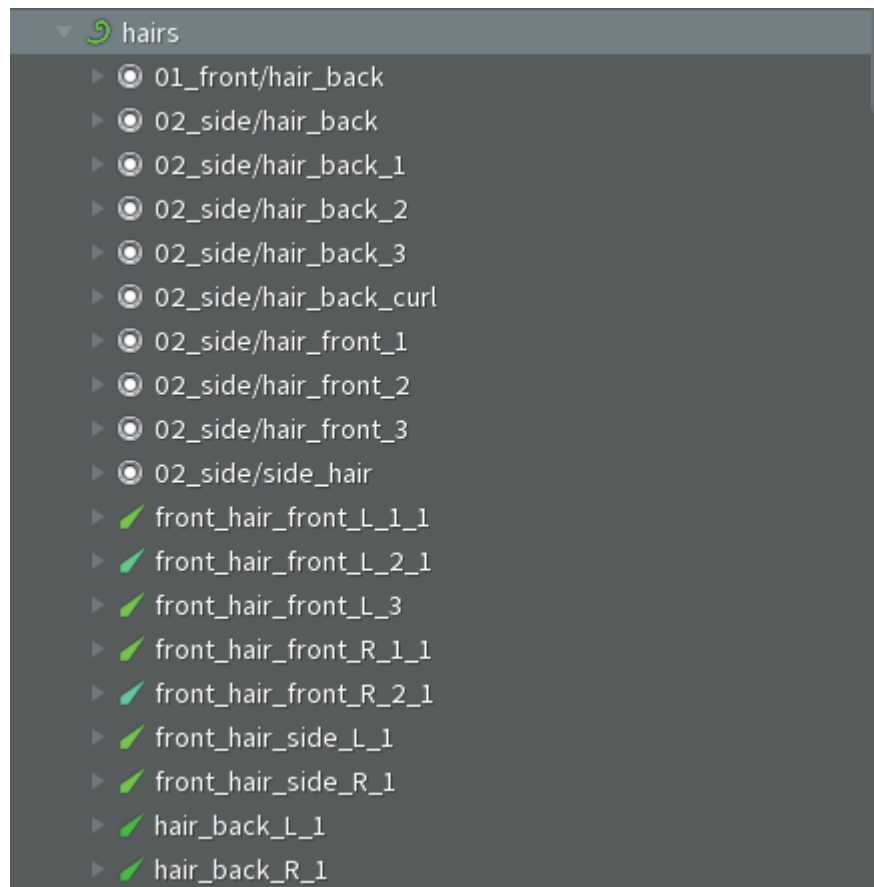 hairs
01_front/hair_back
02_side/hair_back
02_side/hair_back_1
02_side/hair_back_2
02_side/hair_back_3
02_side/hair_back_curl
02_side/hair_front_1
02_side/hair_front_2
02_side/hair_front_3
02_side/side_hair
front_hair_front_L_1_1
front_hair_front_L_2_1
front_hair_front_L_3
front_hair_front_R_1_1
front_hair_front_R_2_1
front_hair_side_L_1
front_hair_side_R_1
hair_back_L_1
hair_back_R_1